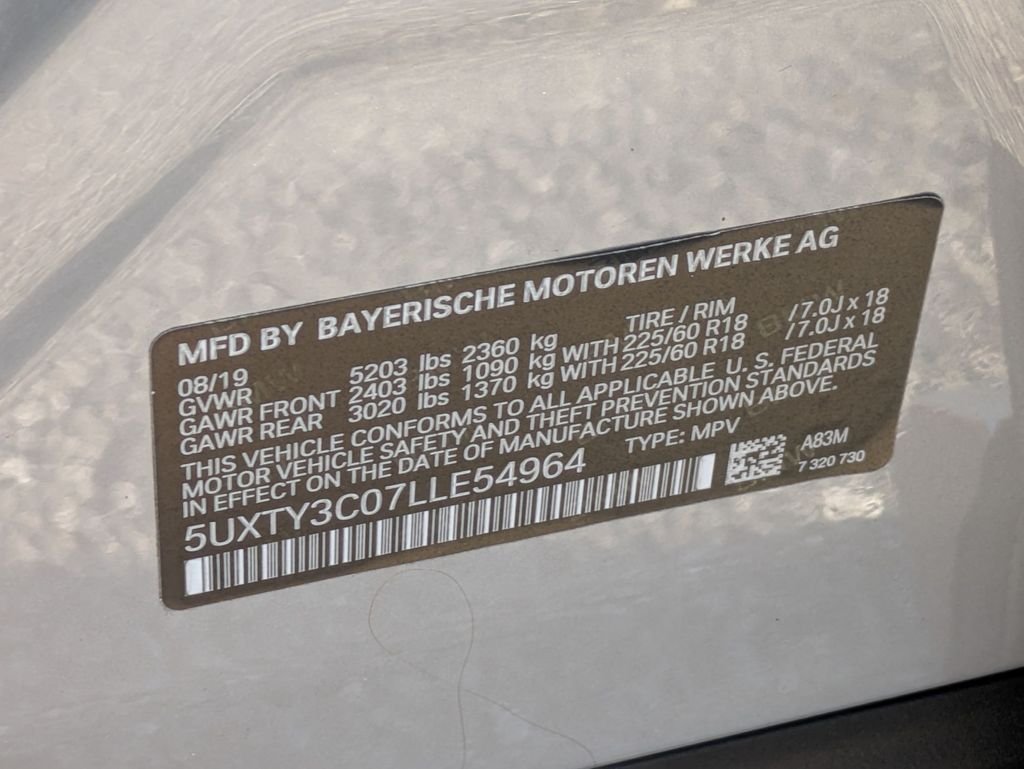 MFD BY BAYERISCHE MOTOREN WERKE AG
08/19
GVWR 5203 lbs 2360 kg TIRE / RIM
GAWR FRONT 2403 lbs 1090 kg WITH 225/60 R18 / 7.0J x 18
GAWR REAR 3020 lbs 1370 kg WITH 225/60 R18 / 7.0J x 18
THIS VEHICLE CONFORMS TO ALL APPLICABLE U. S. FEDERAL
MOTOR VEHICLE SAFETY AND THEFT PREVENTION STANDARDS
IN EFFECT ON THE DATE OF MANUFACTURE SHOWN ABOVE.
5UXTY3C07LLE54964 TYPE: MPV
A83M
7 320 730